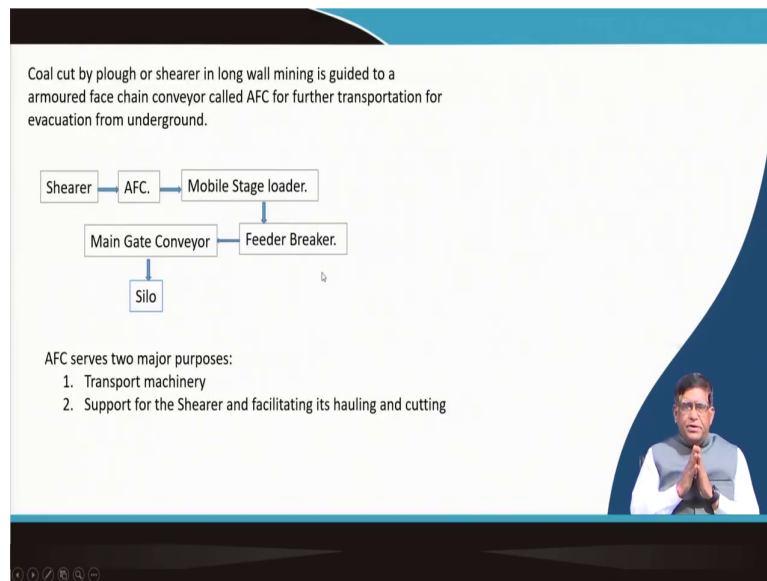 Coal cut by plough or shearer in long wall mining is guided to a
armoured face chain conveyor called AFC for further transportation for
evacuation from underground.
Shearer
AFC.
Mobile Stage loader.
Feeder Breaker.
Main Gate Conveyor
Silo
AFC serves two major purposes:
1. Transport machinery
2. Support for the Shearer and facilitating its hauling and cutting